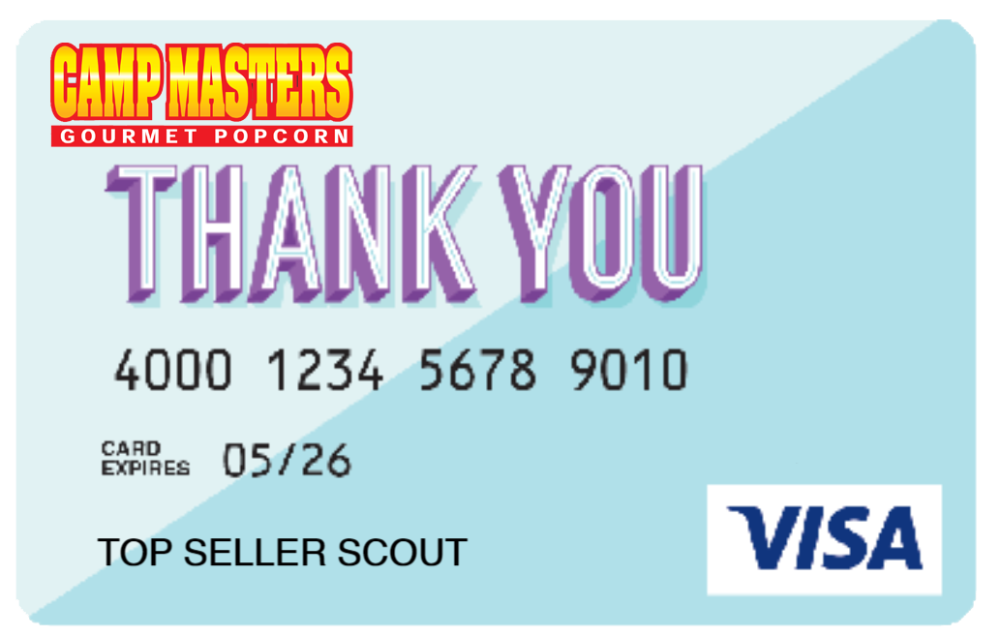 CAMP MASTERS
GOURMET POPCORN
THANK YOU
4000 1234 5678 9010
CARD
EXPIRES 05/26
TOP SELLER SCOUT
VISA